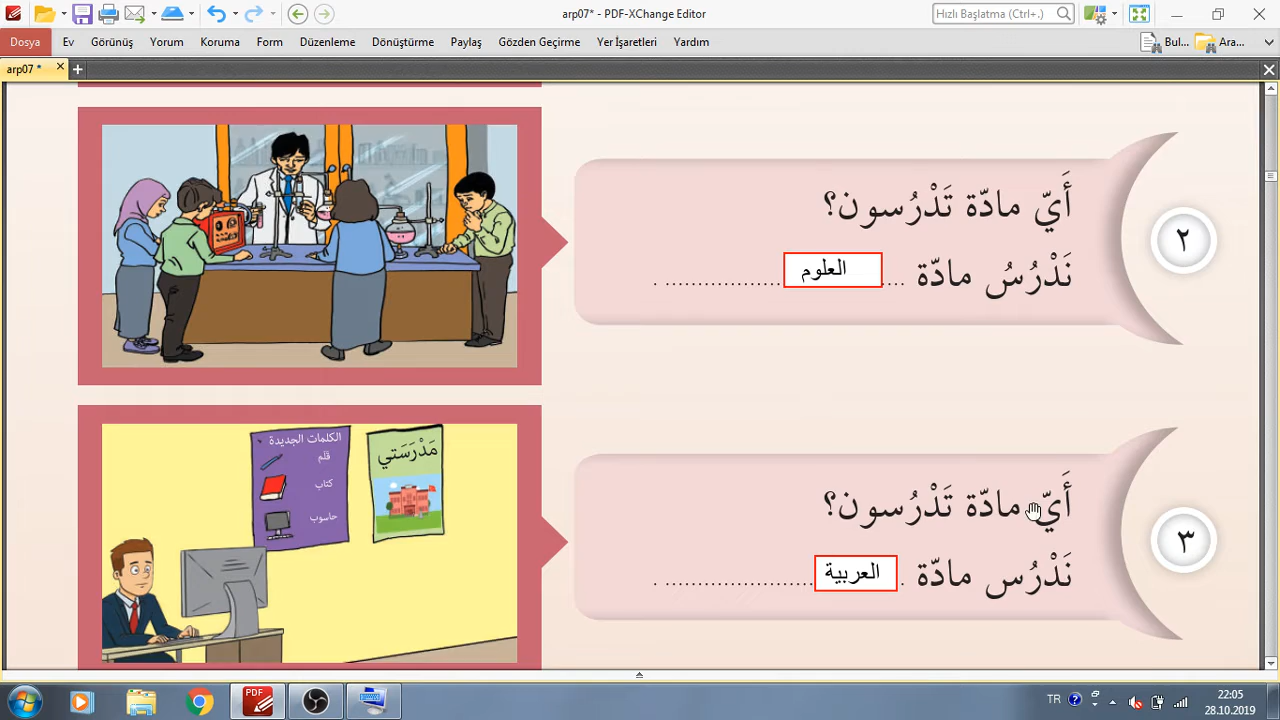 arp07* - PDF-XChange Editor
Hızlı Başlatma (Ctrl+.)
Dosya Ev Görünüş Yorum Koruma Form Düzenleme Dönüştürme Paylaş Gözden Geçirme Yer İşaretleri Yardım Bul... Ara...
arp07 *
أَيّ مادّة تَدْرُسون؟
٢
نَدْرُسُ مادّة .... العلوم .................. .
الكلمات الجديدة
قلم
كتاب
حاسوب
مَدْرَسَتي
أَيّ مادّة تَدْرُسون؟
٣
نَدْرُس مادّة . العربية ....................... .
PDF
TR
22:05
28.10.2019